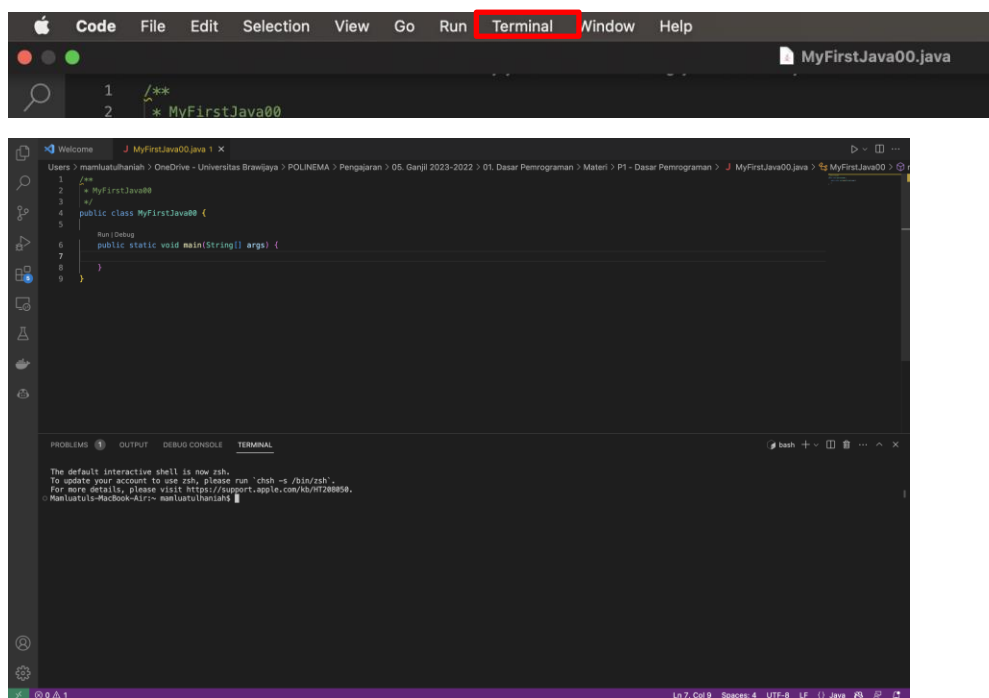 Code File Edit Selection View Go Run Terminal Window Help
MyFirstJava00.java
1 /**
2 * MyFirstJava00
Welcome J MyFirstJava00.java 1 ×
Users > mamluatulhaniah > OneDrive - Universitas Brawijaya > POLINEMA > Pengajaran > 05. Ganjil 2023-2022 > 01. Dasar Pemrograman > Materi > P1 - Dasar Pemrograman > J MyFirstJava00.java > MyFirstJava00 >
1 /**
2 * MyFirstJava00
3 */
4 public class MyFirstJava00 {
5
Run | Debug
6 public static void main(String[] args) {
7
8 }
9 }
PROBLEMS 1 OUTPUT DEBUG CONSOLE TERMINAL bash
The default interactive shell is now zsh.
To update your account to use zsh, please run `chsh -s /bin/zsh`.
For more details, please visit https://support.apple.com/kb/HT208050.
Mamluatuls-MacBook-Air:~ mamluatulhaniah$
0 1 Ln 7, Col 9 Spaces: 4 UTF-8 LF {} Java